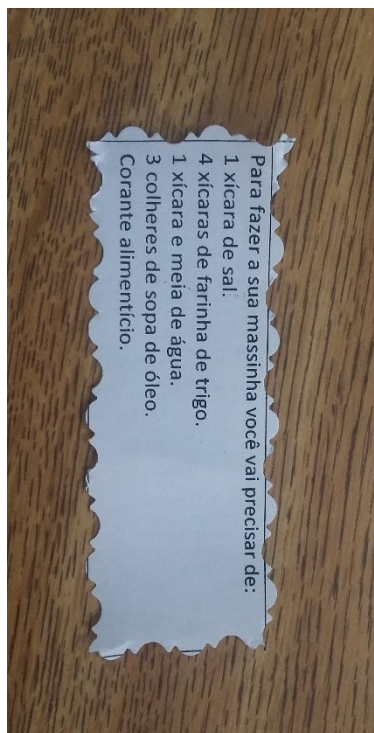 Para fazer a sua massinha você vai precisar de:
1 xícara de sal.
4 xícaras de farinha de trigo.
1 xícara e meia de água.
3 colheres de sopa de óleo.
Corante alimentício.